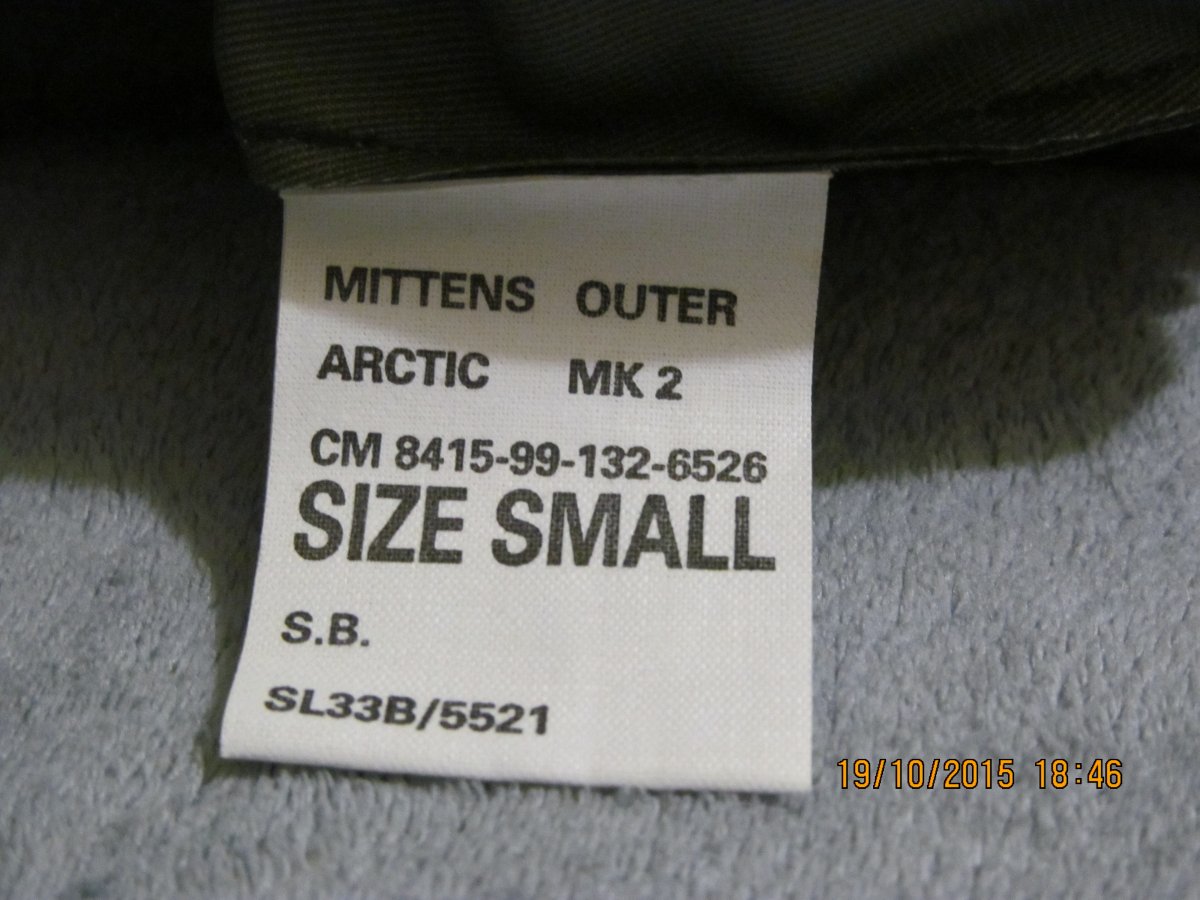 MITTENS OUTER
ARCTIC MK 2
CM 8415-99-132-6526
SIZE SMALL
S.B.
SL33B/5521
19/10/2015 18:46